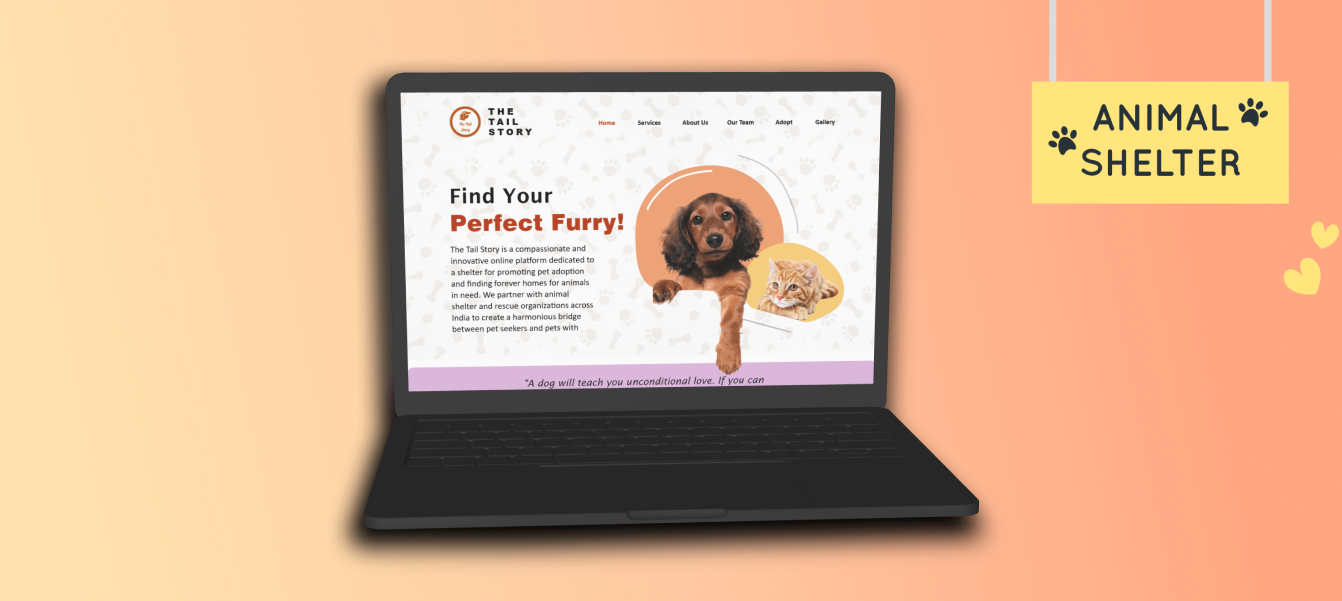 ANIMAL
SHELTER
The Tail
Story
THE
TAIL
STORY
Home Services About Us Our Team Adopt Gallery
Find Your
Perfect Furry!
The Tail Story is a compassionate and
innovative online platform dedicated to
a shelter for promoting pet adoption
and finding forever homes for animals
in need. We partner with animal
shelter and rescue organizations across
India to create a harmonious bridge
between pet seekers and pets with
"A dog will teach you unconditional love. If you can